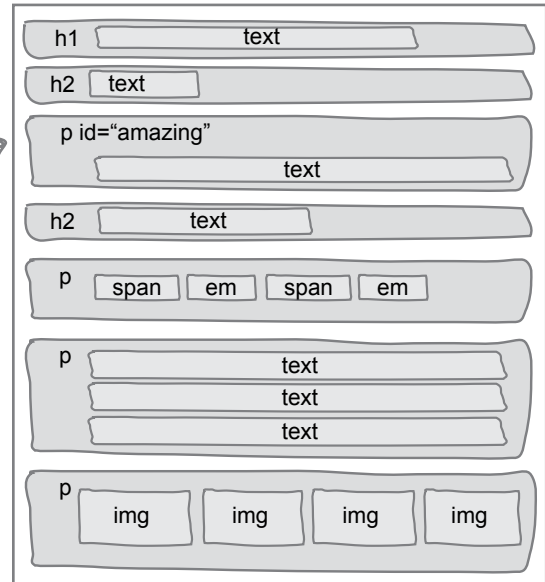 h1 text
h2 text
p id=“amazing”
text
h2 text
p span em span em
p text
text
text
p img img img img